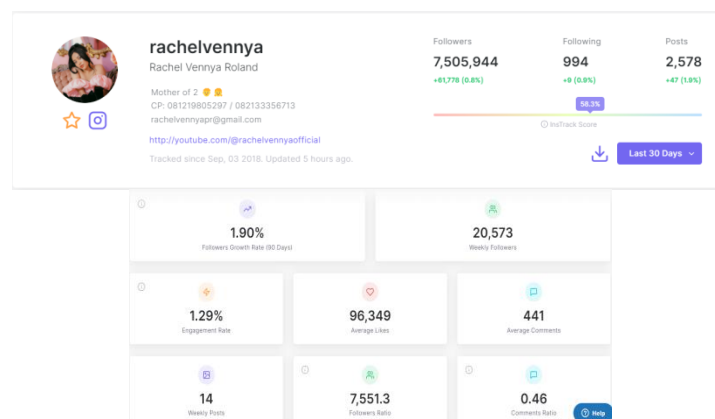 rachelvennya
Rachel Vennya Roland
Mother of 2
CP: 081219805297 / 082133356713
rachelvennyapr@gmail.com
http://youtube.com/@rachelvennyaofficial
Tracked since Sep, 03 2018. Updated 5 hours ago.
Followers Following Posts
7,505,944 994 2,578
+61,778 (0.8%) +9 (0.9%) +47 (1.9%)
58.3%
InsTrack Score
Last 30 Days
1.90%
Followers Growth Rate (90 Days)
20,573
Weekly Followers
1.29%
Engagement Rate
96,349
Average Likes
441
Average Comments
14
Weekly Posts
7,551.3
Followers Ratio
0.46
Comments Ratio
Help